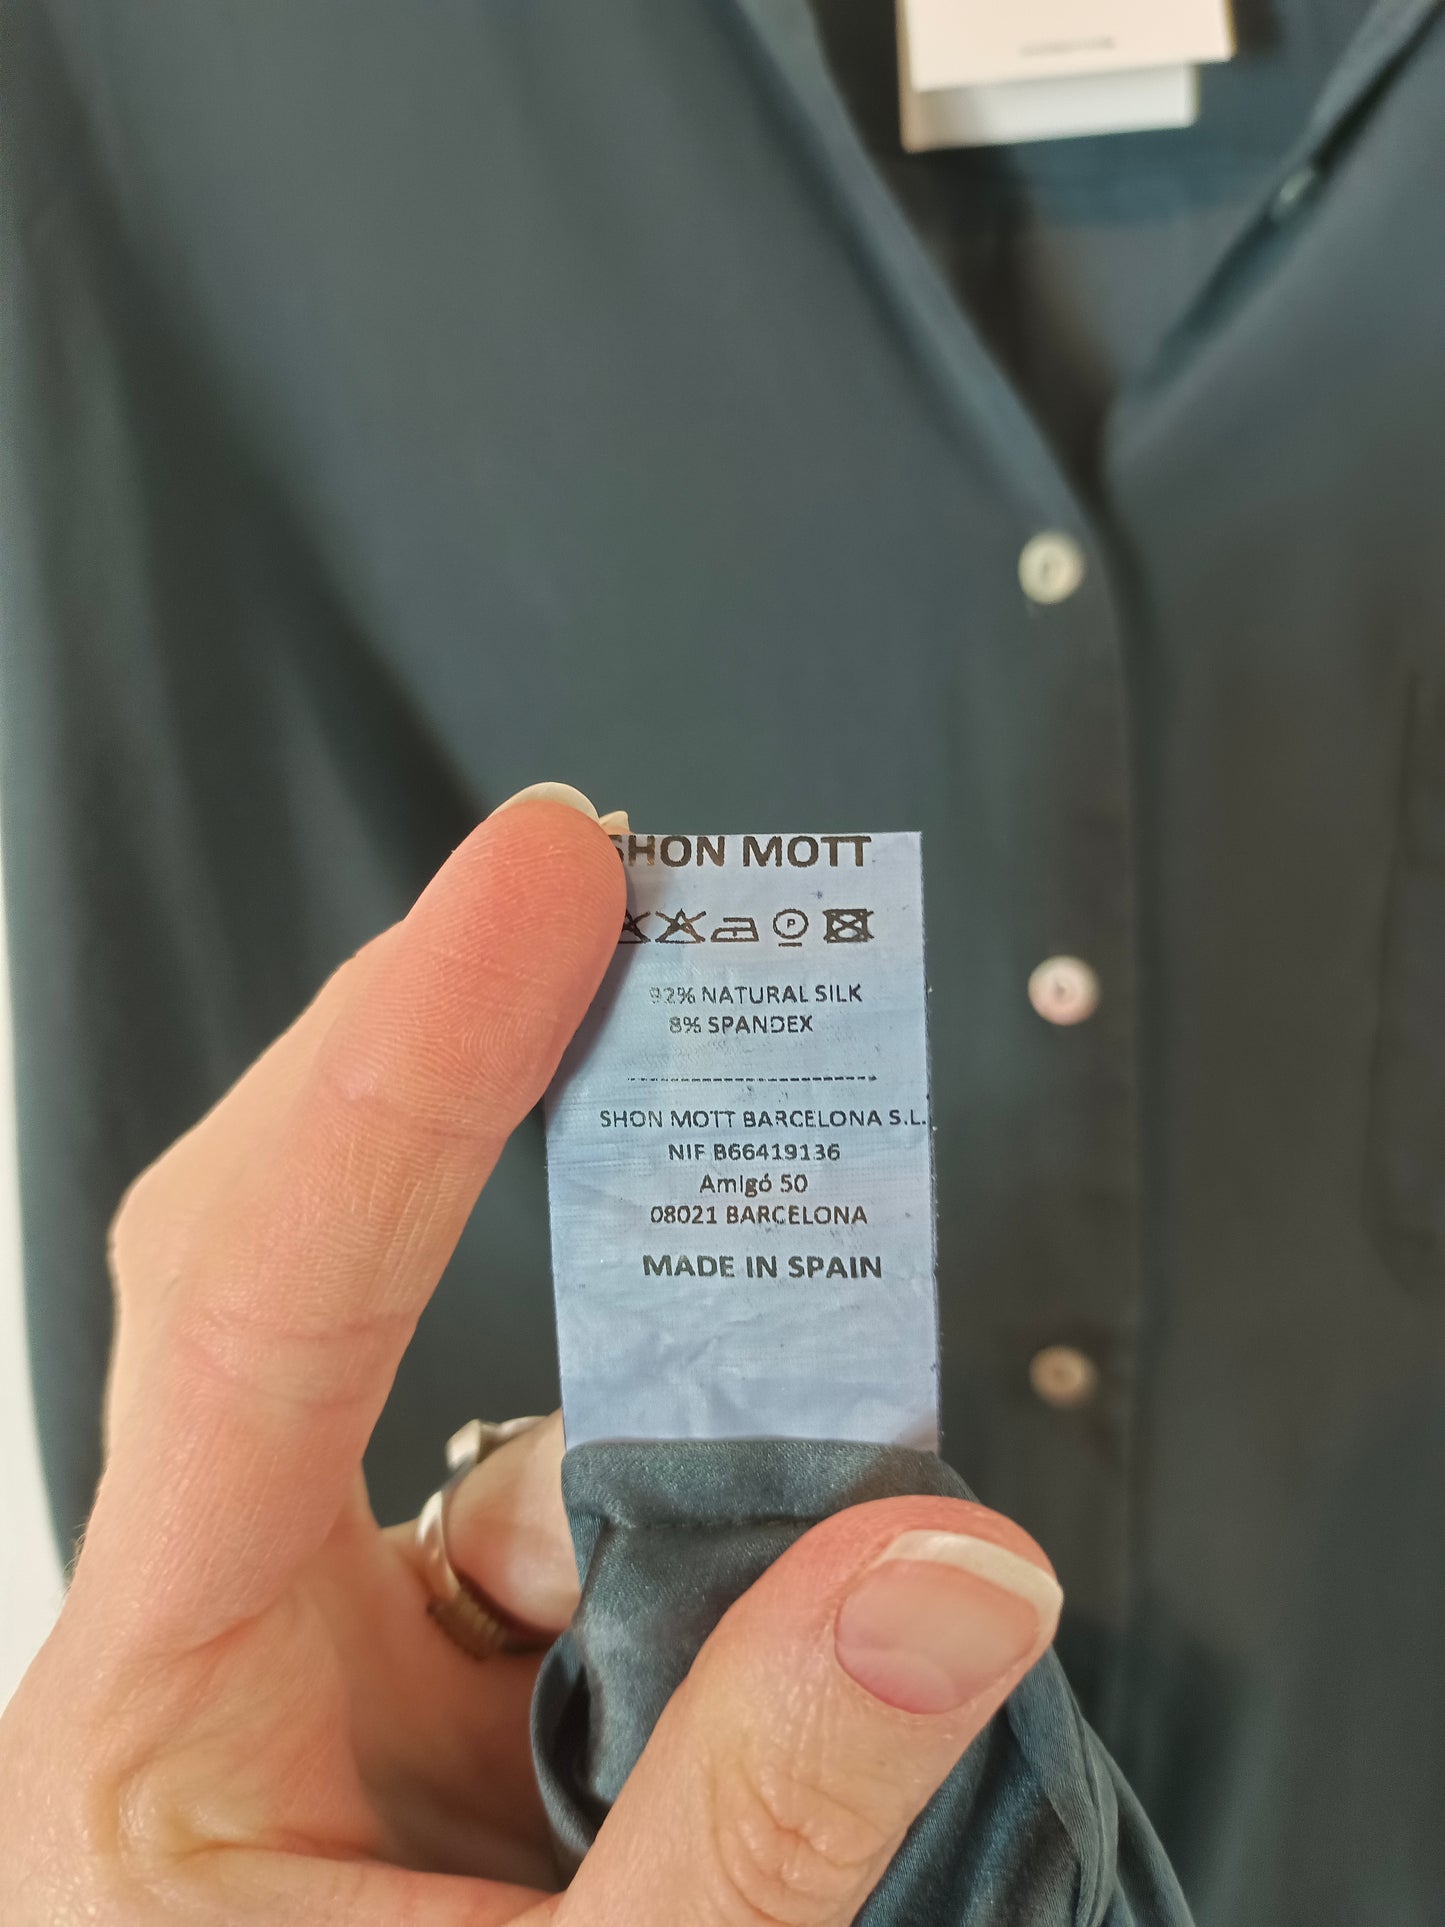 SHON MOTT
P
92% NATURAL SILK
8% SPANDEX
SHON MOTT BARCELONA S.L.
NIF B66419136
Amigó 50
08021 BARCELONA
MADE IN SPAIN